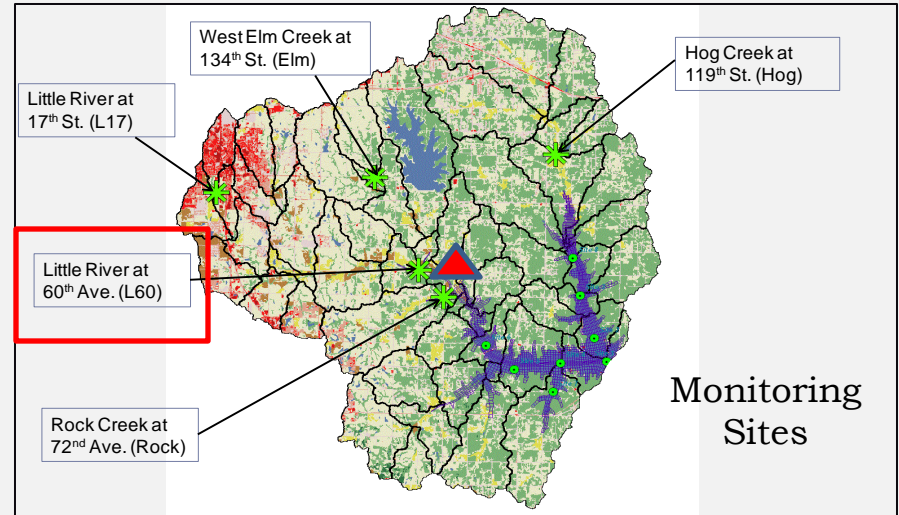 West Elm Creek at
134th St. (Elm)
Hog Creek at
119th St. (Hog)
Little River at
17th St. (L17)
Little River at
60th Ave. (L60)
Rock Creek at
72nd Ave. (Rock)
Monitoring
Sites